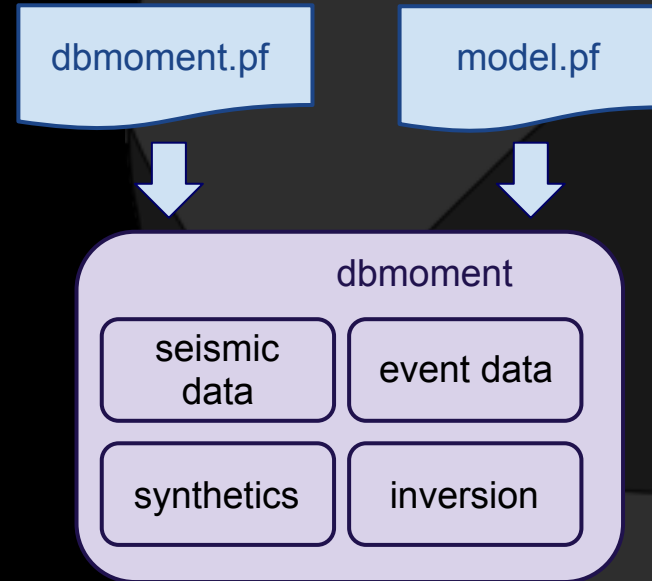 dbmoment.pf
model.pf
dbmoment
seismic
data
event data
synthetics
inversion